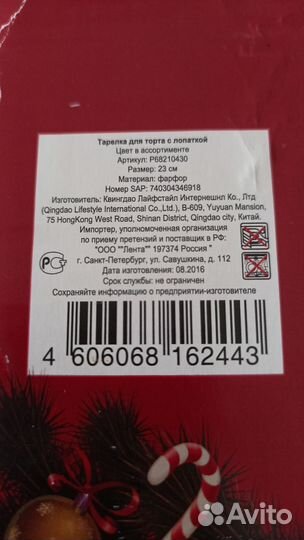 Тарелка для торта с лопаткой
Цвет в ассортименте
Артикул: P68210430
Размер: 23 см
Материал: фарфор
Номер SAP: 740304346918
Изготовитель: Квингдао Лайфстайл Интернешнл Ко., Лтд
(Qingdao Lifestyle International Co.,Ltd.), B-609, Yuyuan Mansion,
75 HongKong West Road, Shinan District, Qingdao city, Китай.
Импортер, уполномоченная организация
по приему претензий и поставщик в РФ:
"ООО ""Лента"", ИНН 7814148471, 197374 Россия"
г. Санкт-Петербург, ул. Савушкина, д. 112
Дата изготовления: 08.2016
Срок службы: не ограничен
Сохраняйте информацию о предприятии-изготовителе
4 606068 162443
Avito